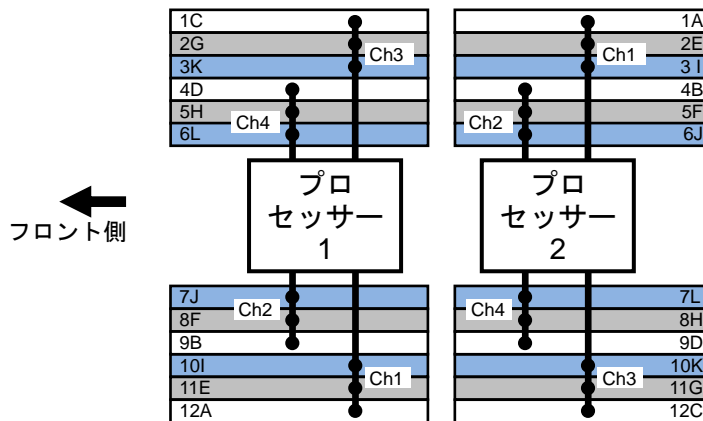 1C
2G
3K
4D
5H
6L
Ch3
Ch4
1A
2E
3 I
4B
5F
6J
Ch1
Ch2
フロント側
プロ
セッサー
1
プロ
セッサー
2
7J
8F
9B
10I
11E
12A
Ch2
Ch1
7L
8H
9D
10K
11G
12C
Ch4
Ch3